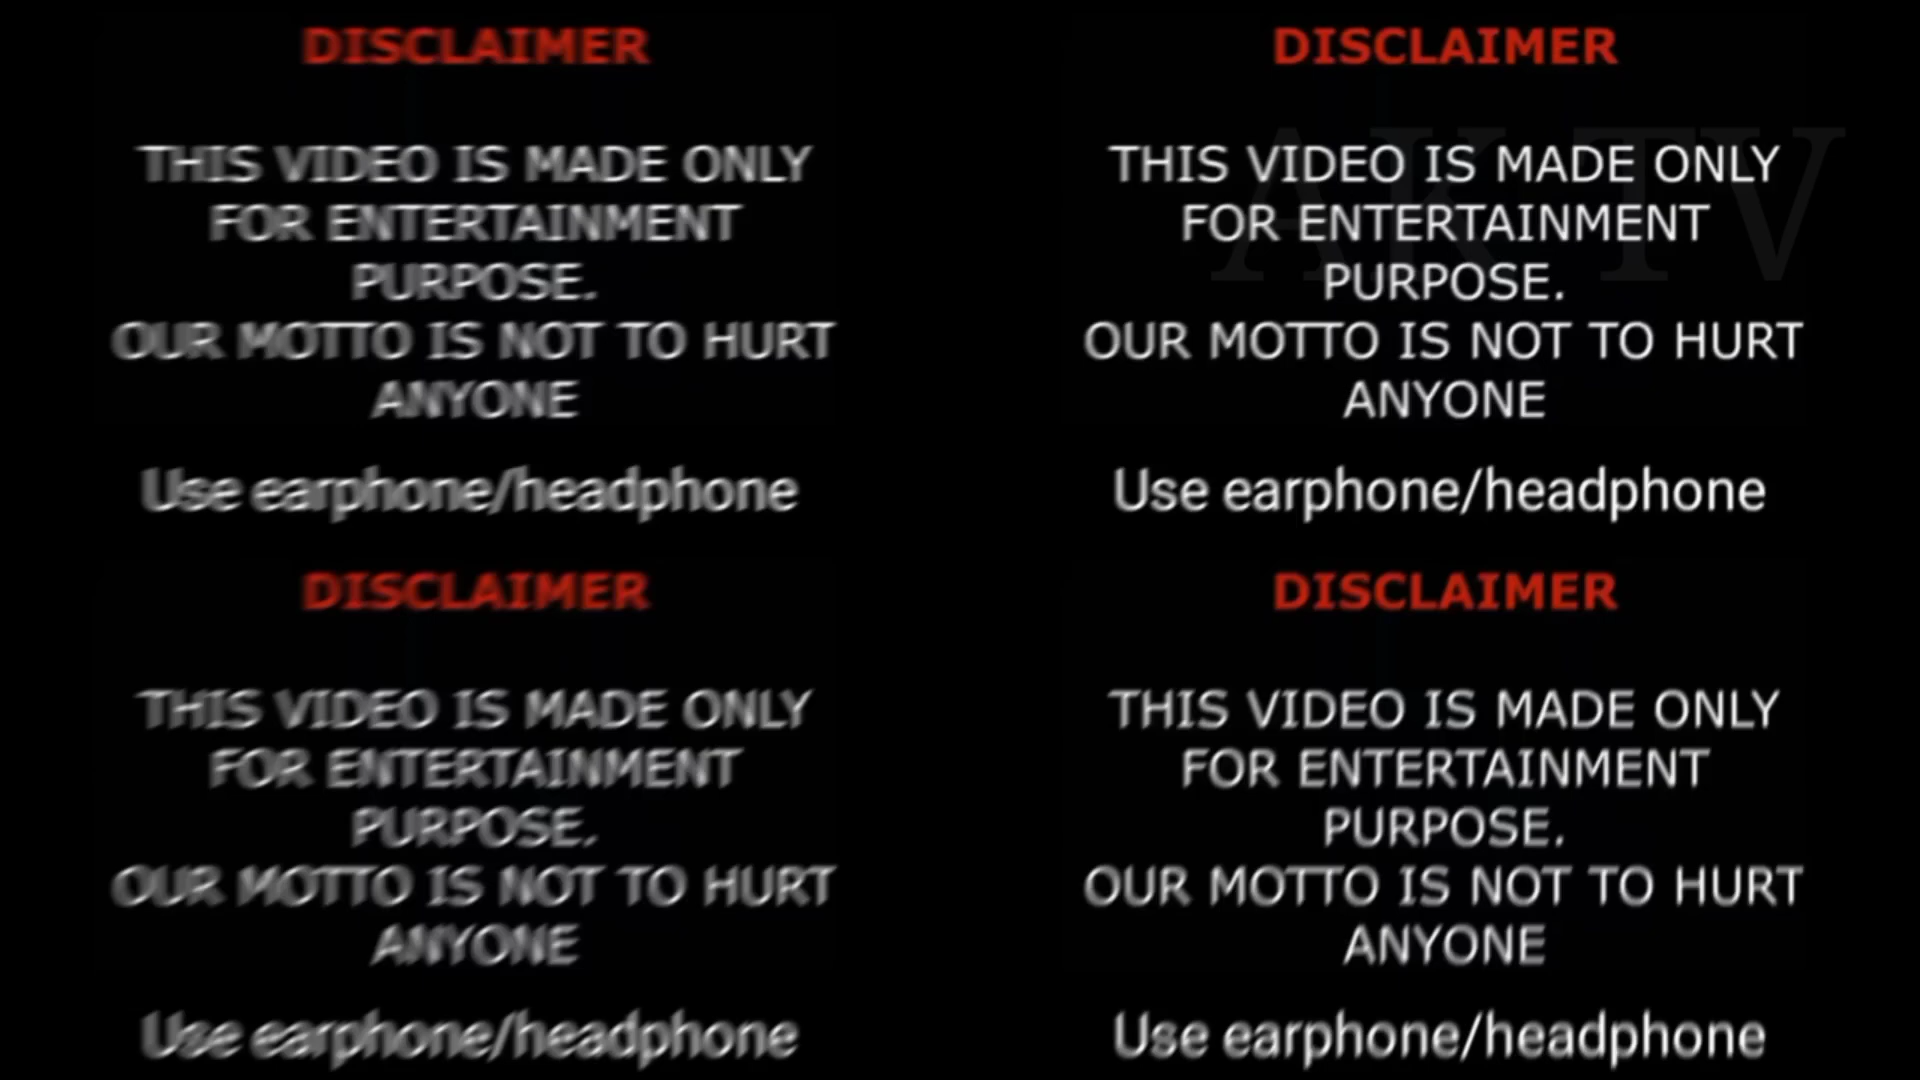 DISCLAIMER
THIS VIDEO IS MADE ONLY
FOR ENTERTAINMENT
PURPOSE.
OUR MOTTO IS NOT TO HURT
ANYONE
Use earphone/headphone
DISCLAIMER
AK TV
THIS VIDEO IS MADE ONLY
FOR ENTERTAINMENT
PURPOSE.
OUR MOTTO IS NOT TO HURT
ANYONE
Use earphone/headphone
DISCLAIMER
THIS VIDEO IS MADE ONLY
FOR ENTERTAINMENT
PURPOSE.
OUR MOTTO IS NOT TO HURT
ANYONE
Use earphone/headphone
DISCLAIMER
THIS VIDEO IS MADE ONLY
FOR ENTERTAINMENT
PURPOSE.
OUR MOTTO IS NOT TO HURT
ANYONE
Use earphone/headphone